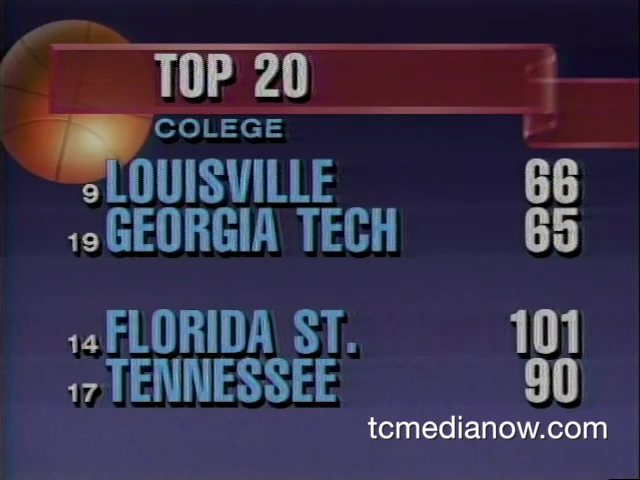 TOP 20
COLEGE
9 LOUISVILLE 66
19 GEORGIA TECH 65
14 FLORIDA ST. 101
17 TENNESSEE 90
tcmedianow.com